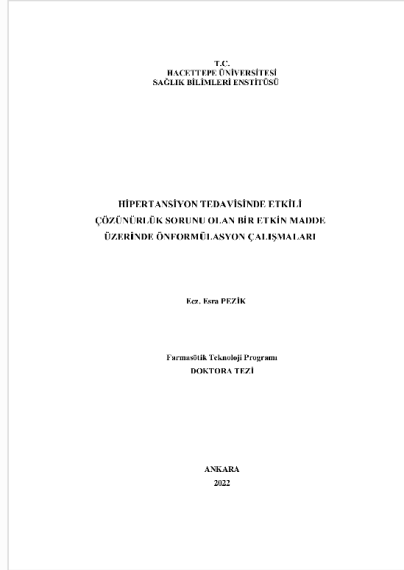 T.C.
HACETTEPE ÜNİVERSİTESİ
SAĞLIK BİLİMLERİ ENSTİTÜSÜ
HİPERTANSİYON TEDAVİSİNDE ETKİLİ
ÇÖZÜNÜRLÜK SORUNU OLAN BİR ETKİN MADDE
ÜZERİNDE ÖNFORMÜLASYON ÇALIŞMALARI
Ecz. Esra PEZİK
Farmasötik Teknoloji Programı
DOKTORA TEZİ
ANKARA
2022